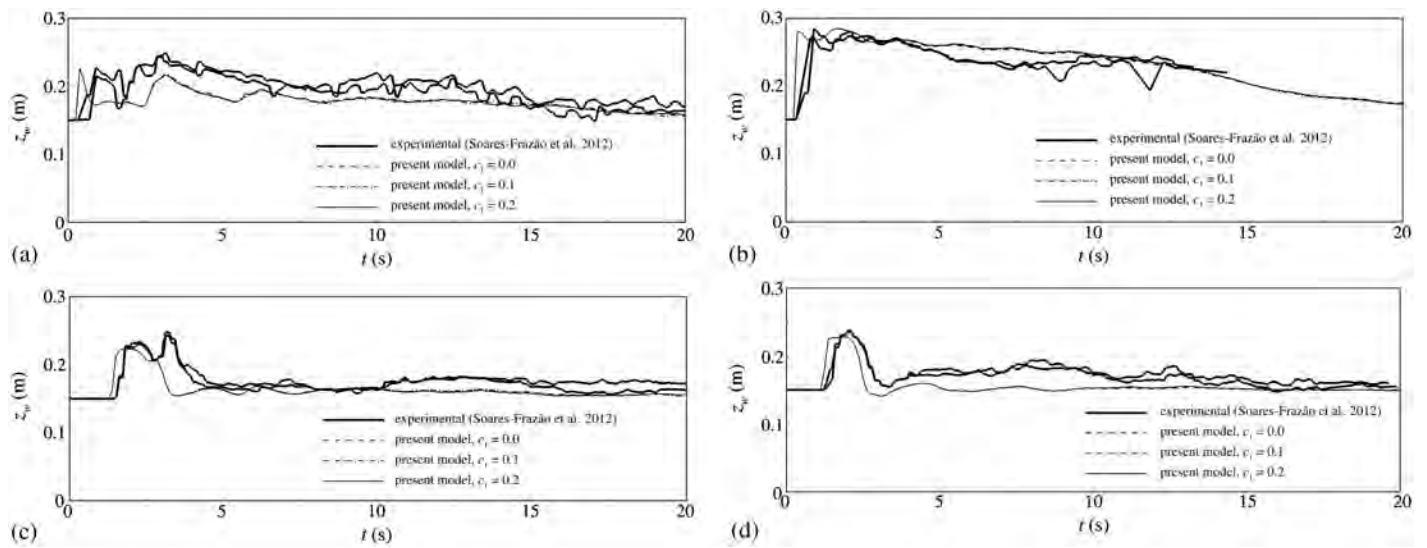 0.3
0.2
z_w (m)
0.1
0
experimental (Soares-Frazão et al. 2012)
present model, c_1 = 0.0
present model, c_1 = 0.1
present model, c_1 = 0.2
0 5 10 15 20
(a)
t (s)
0.3
0.2
z_w (m)
0.1
0
experimental (Soares-Frazão et al. 2012)
present model, c_1 = 0.0
present model, c_1 = 0.1
present model, c_1 = 0.2
0 5 10 15 20
(b)
t (s)
0.3
0.2
z_w (m)
0.1
0
experimental (Soares-Frazão et al. 2012)
present model, c_1 = 0.0
present model, c_1 = 0.1
present model, c_1 = 0.2
0 5 10 15 20
(c)
t (s)
0.3
0.2
z_w (m)
0.1
0
experimental (Soares-Frazão et al. 2012)
present model, c_1 = 0.0
present model, c_1 = 0.1
present model, c_1 = 0.2
0 5 10 15 20
(d)
t (s)